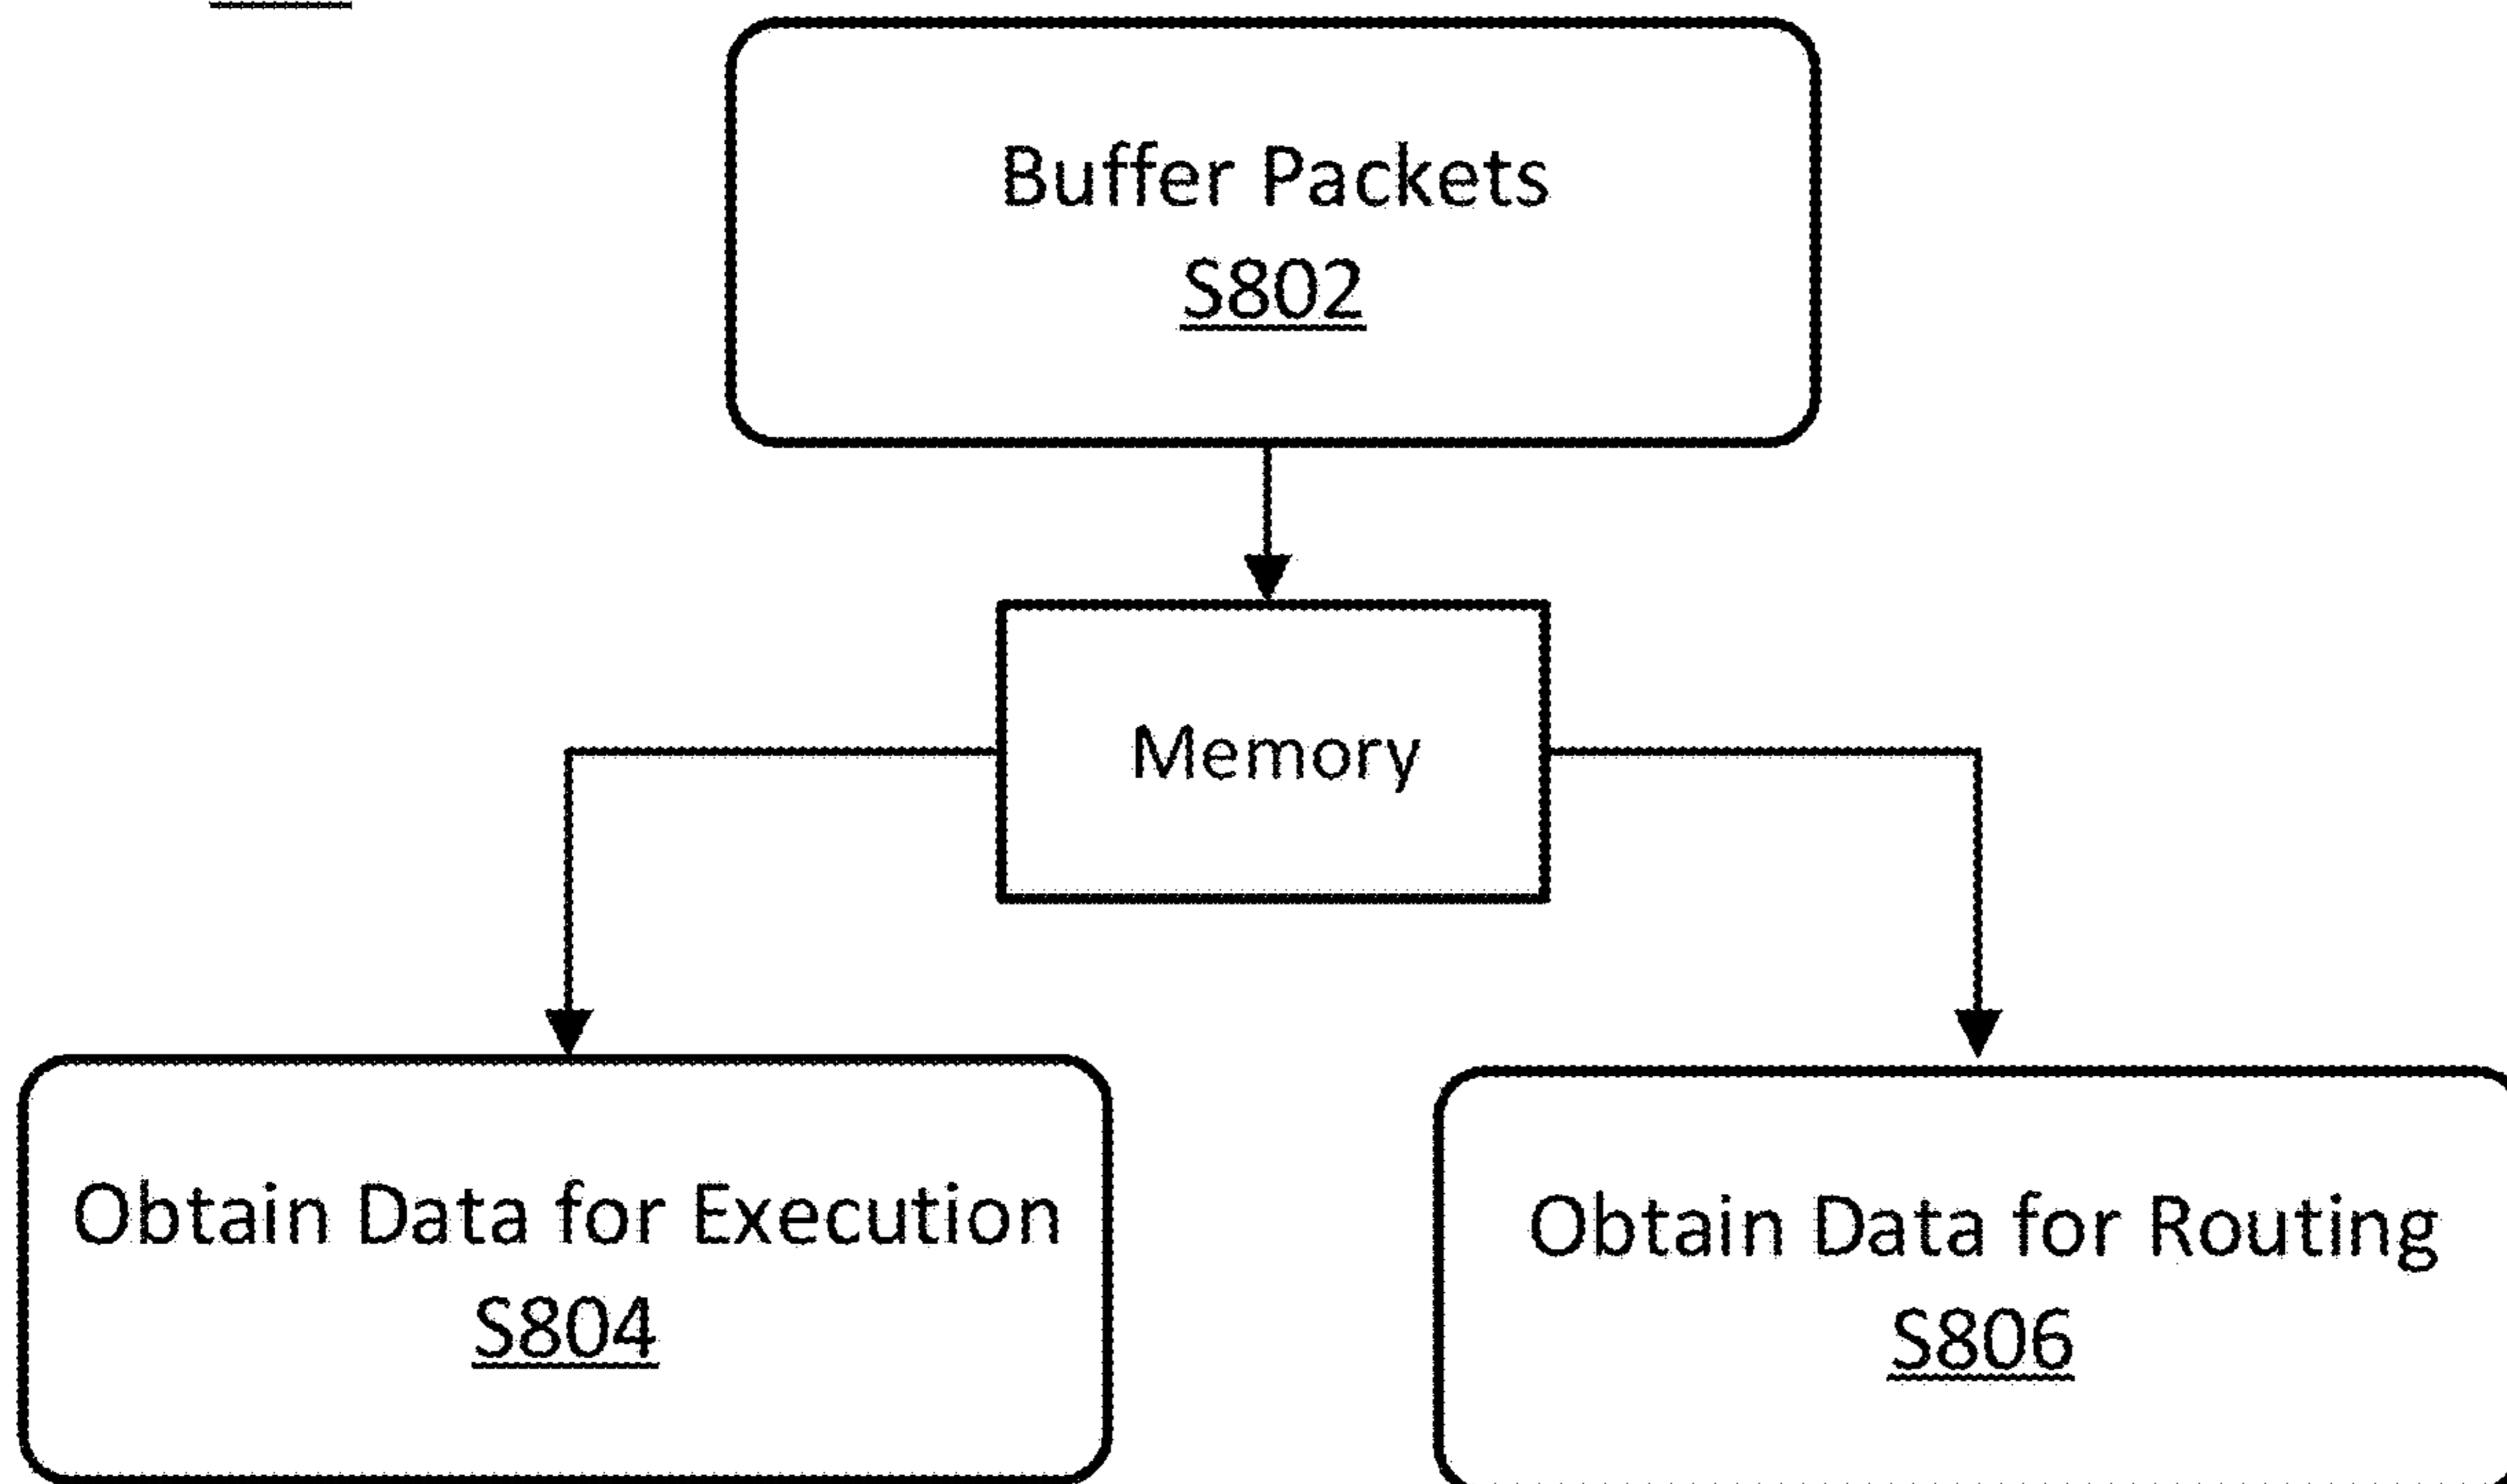 Buffer Packets
S802
Memory
Obtain Data for Execution
S804
Obtain Data for Routing
S806